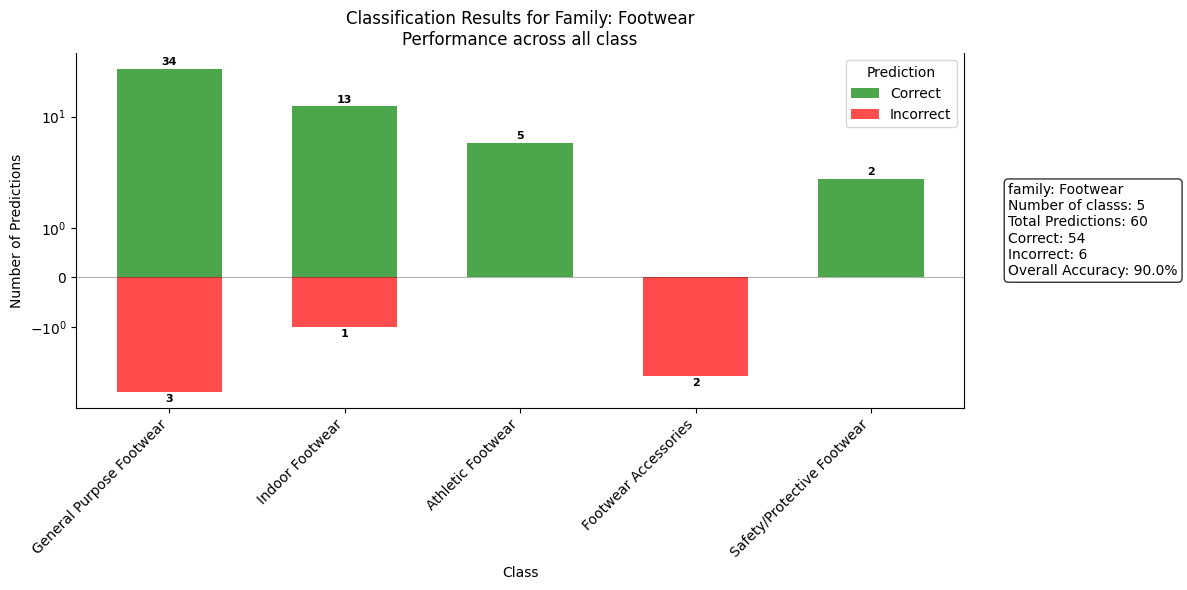 Classification Results for Family: Footwear
Performance across all class
Number of Predictions
10¹
10⁰
0
−10⁰
34
13
5
2
3
1
2
Prediction
Correct
Incorrect
family: Footwear
Number of classs: 5
Total Predictions: 60
Correct: 54
Incorrect: 6
Overall Accuracy: 90.0%
General Purpose Footwear
Indoor Footwear
Athletic Footwear
Footwear Accessories
Safety/Protective Footwear
Class